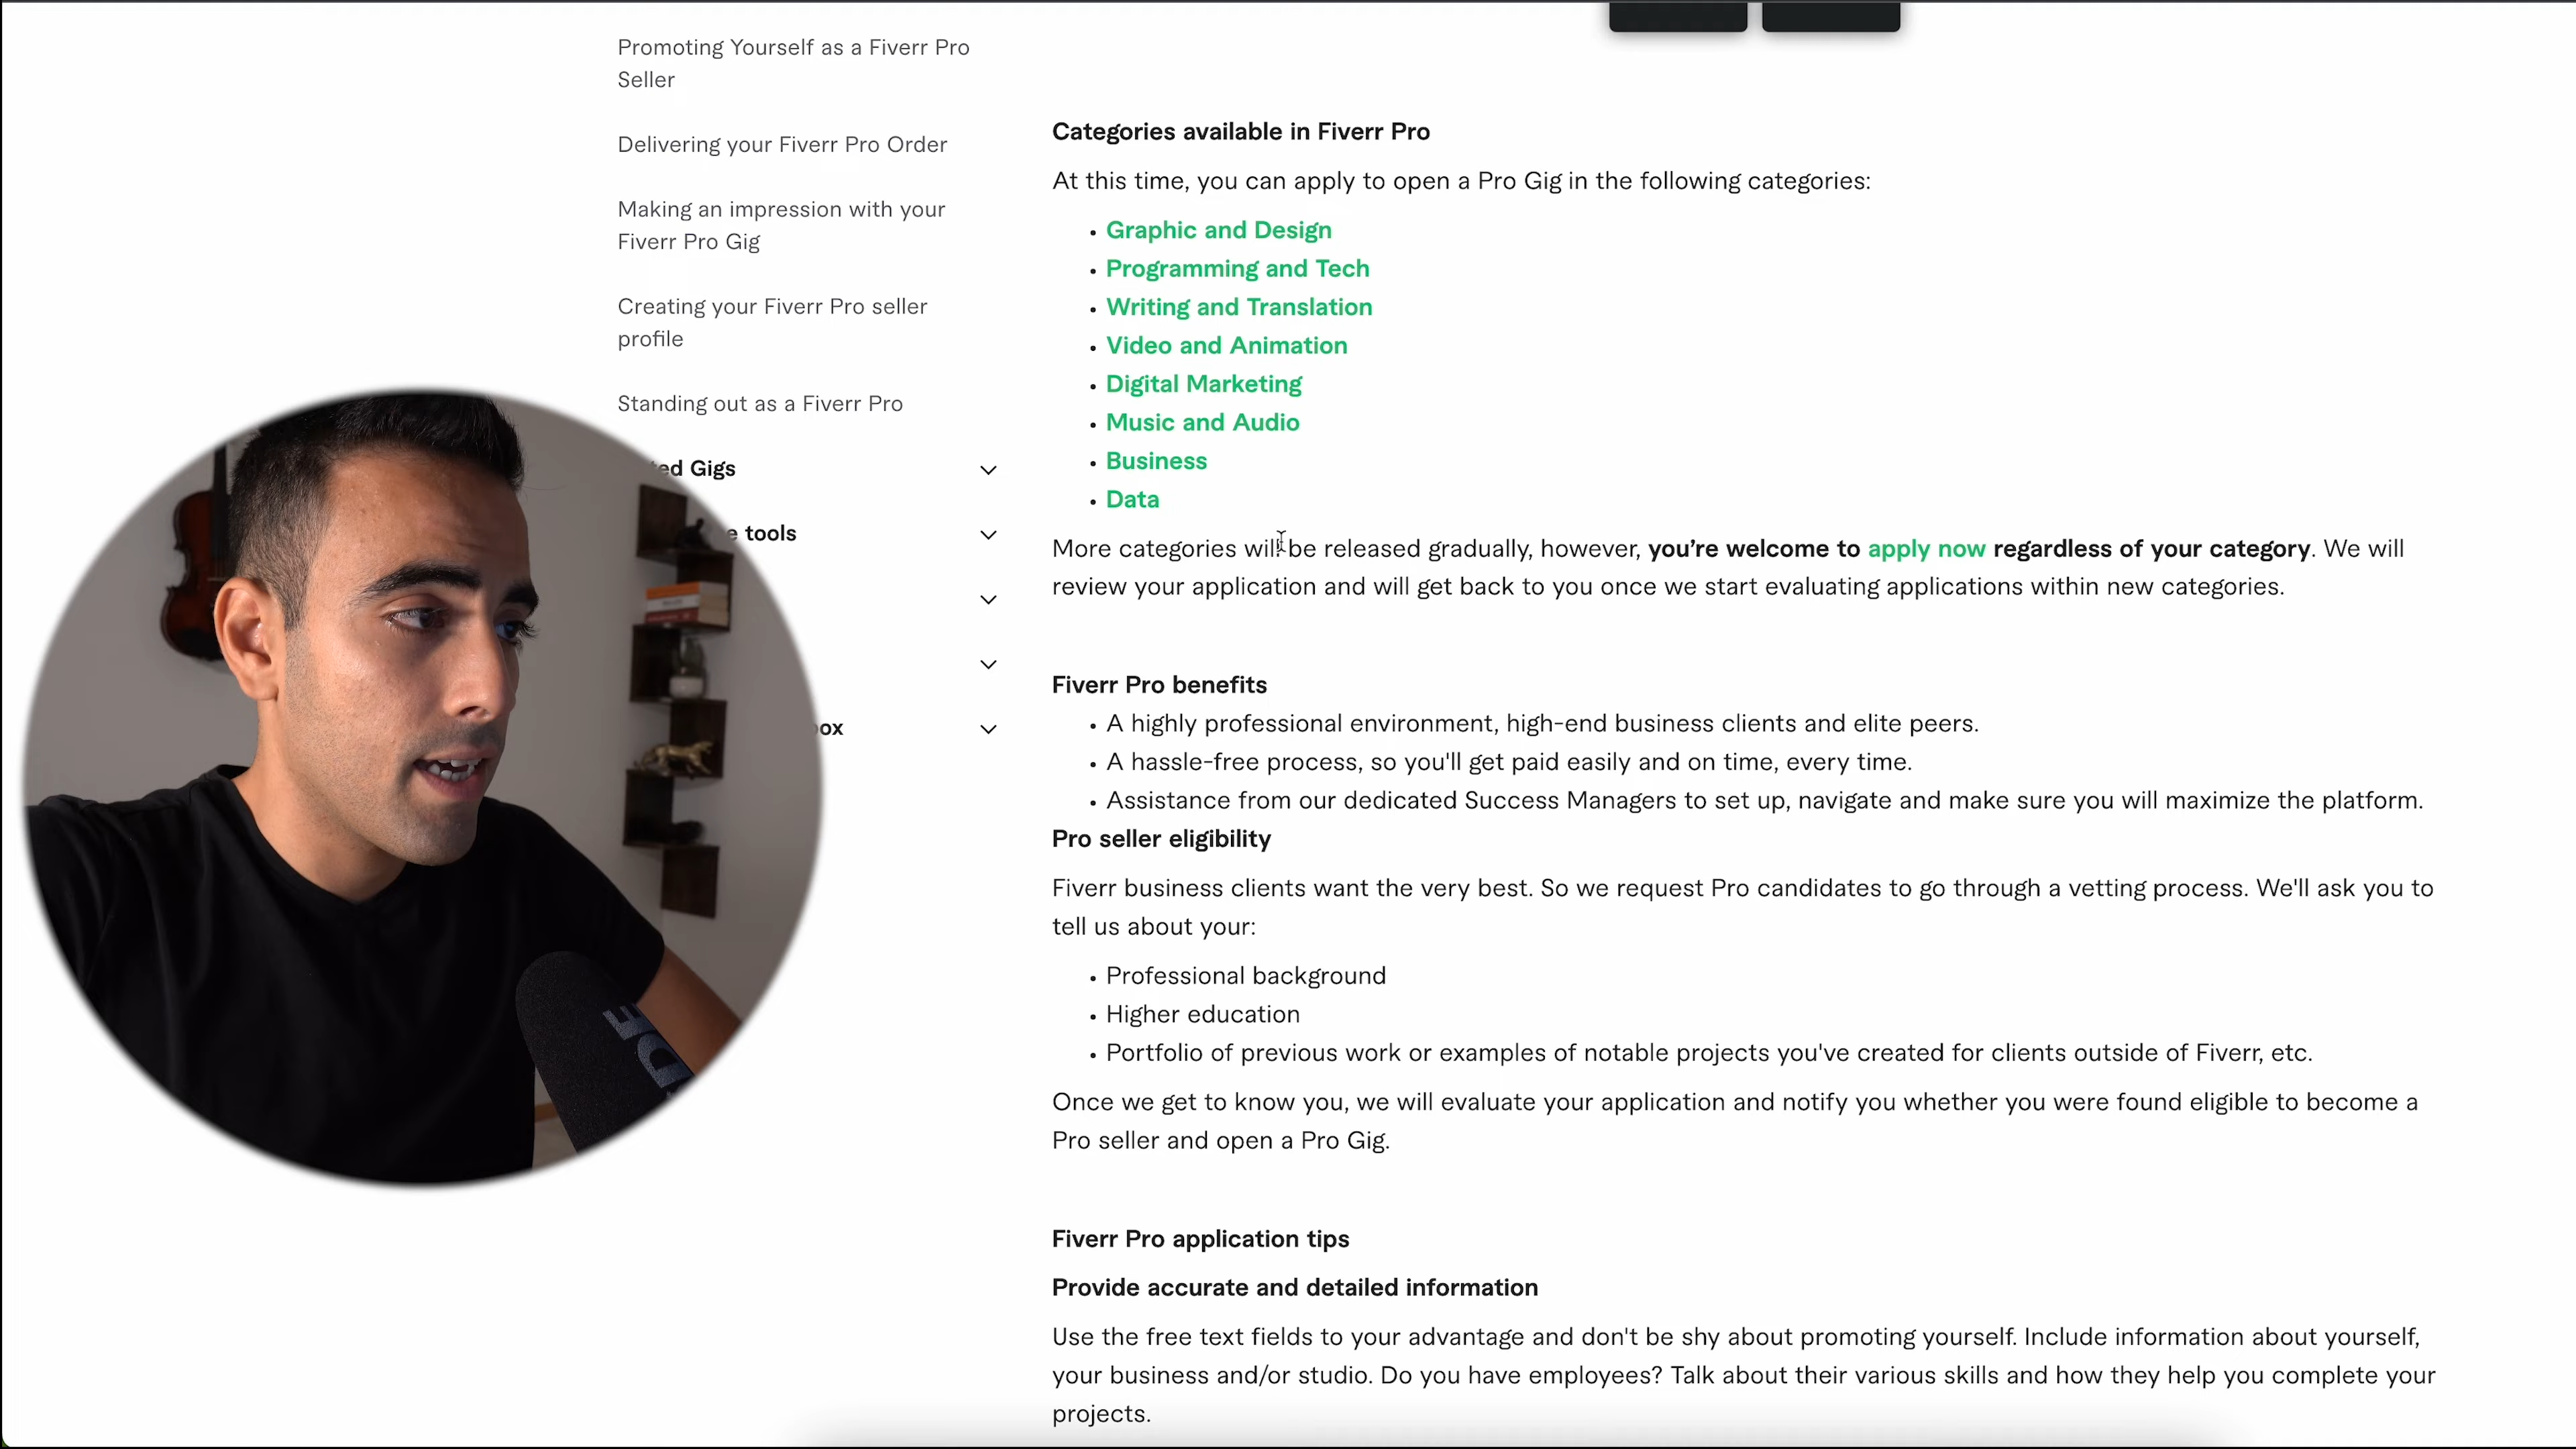 Promoting Yourself as a Fiverr Pro
Seller
Delivering your Fiverr Pro Order
Making an impression with your
Fiverr Pro Gig
Creating your Fiverr Pro seller
profile
Standing out as a Fiverr Pro
ed Gigs
e tools
ox
Categories available in Fiverr Pro
At this time, you can apply to open a Pro Gig in the following categories:
• Graphic and Design
• Programming and Tech
• Writing and Translation
• Video and Animation
• Digital Marketing
• Music and Audio
• Business
• Data
More categories will be released gradually, however, you’re welcome to apply now regardless of your category. We will
review your application and will get back to you once we start evaluating applications within new categories.
Fiverr Pro benefits
• A highly professional environment, high-end business clients and elite peers.
• A hassle-free process, so you'll get paid easily and on time, every time.
• Assistance from our dedicated Success Managers to set up, navigate and make sure you will maximize the platform.
Pro seller eligibility
Fiverr business clients want the very best. So we request Pro candidates to go through a vetting process. We'll ask you to
tell us about your:
• Professional background
• Higher education
• Portfolio of previous work or examples of notable projects you've created for clients outside of Fiverr, etc.
Once we get to know you, we will evaluate your application and notify you whether you were found eligible to become a
Pro seller and open a Pro Gig.
Fiverr Pro application tips
Provide accurate and detailed information
Use the free text fields to your advantage and don't be shy about promoting yourself. Include information about yourself,
your business and/or studio. Do you have employees? Talk about their various skills and how they help you complete your
projects.